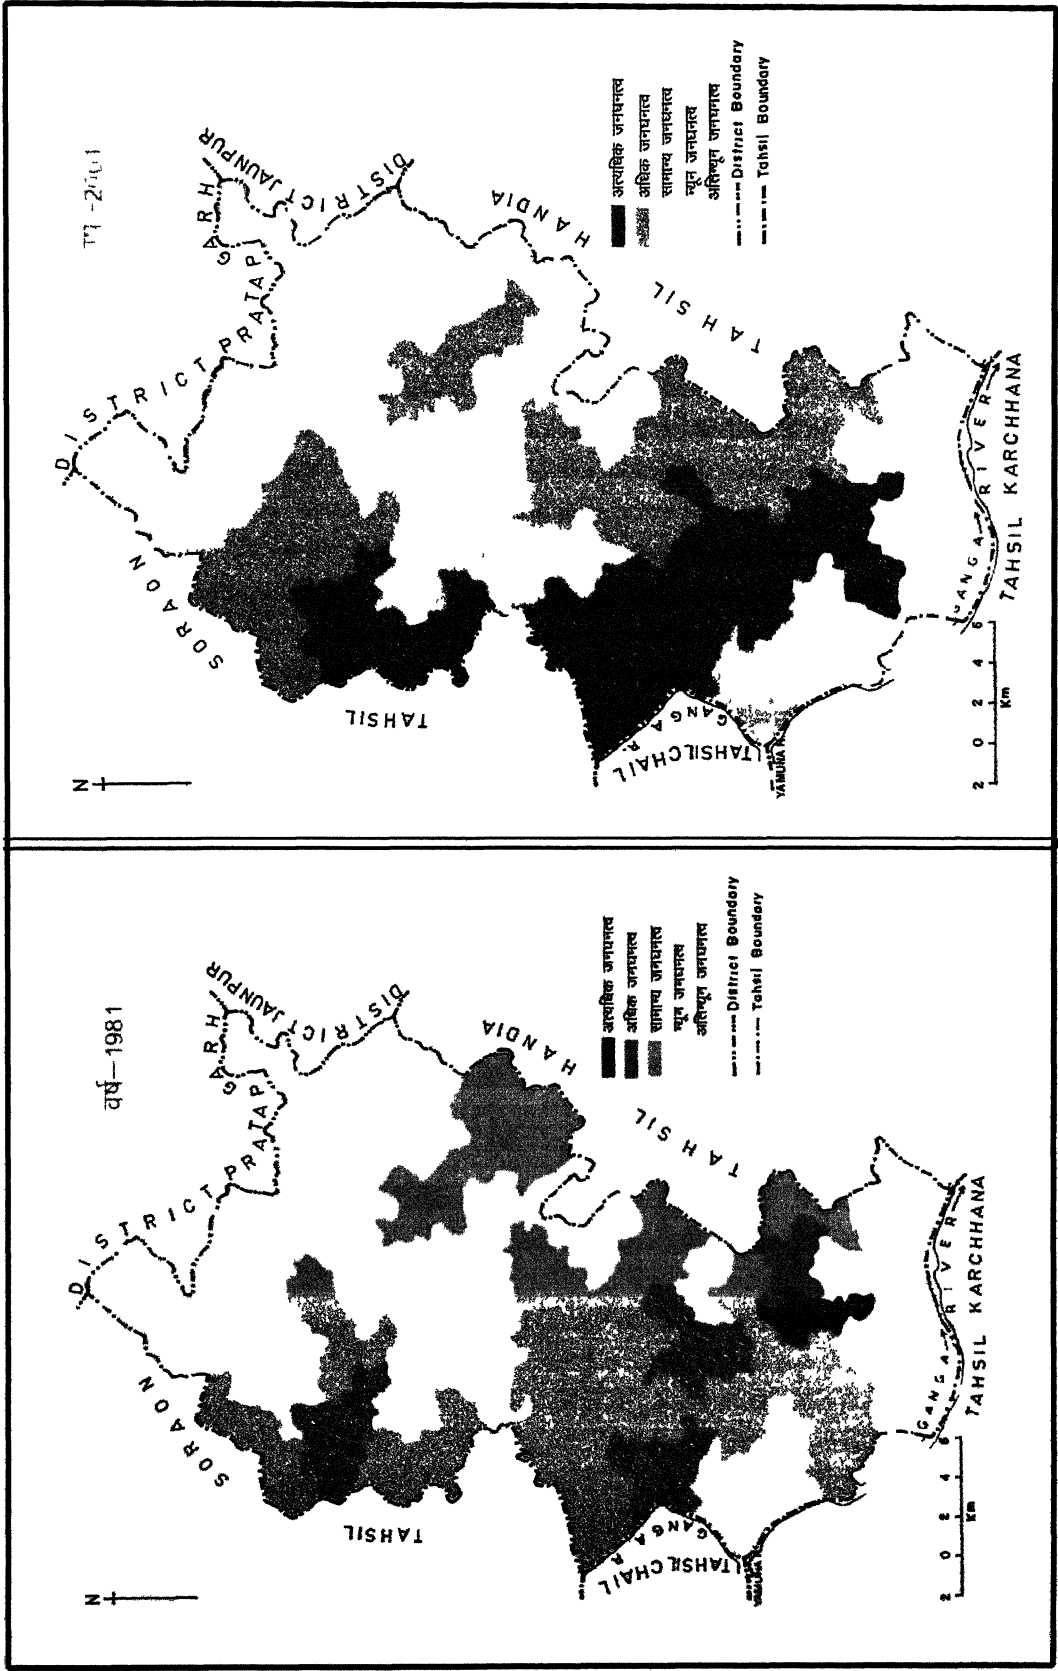 वर्ष-1981
N
DISTRICT PRATAPGARH
DISTRICT JAUNPUR
TAHSIL SORAON
TAHSIL HANDIA
TAHSIL CHAIL
GANGA R.
YAMUNA R.
GANGA RIVER
TAHSIL KARCHHANA
अत्यधिक जनघनत्व
अधिक जनघनत्व
सामान्य जनघनत्व
न्यून जनघनत्व
अतिन्यून जनघनत्व
District Boundary
Tahsil Boundary
2 0 2 4 6
Km
N
DISTRICT PRATAPGARH
DISTRICT JAUNPUR
TAHSIL SORAON
TAHSIL HANDIA
TAHSIL CHAIL
GANGA R.
YAMUNA R.
GANGA RIVER
TAHSIL KARCHHANA
अत्यधिक जनघनत्व
अधिक जनघनत्व
सामान्य जनघनत्व
न्यून जनघनत्व
अतिन्यून जनघनत्व
District Boundary
Tahsil Boundary
2 0 2 4 6
Km